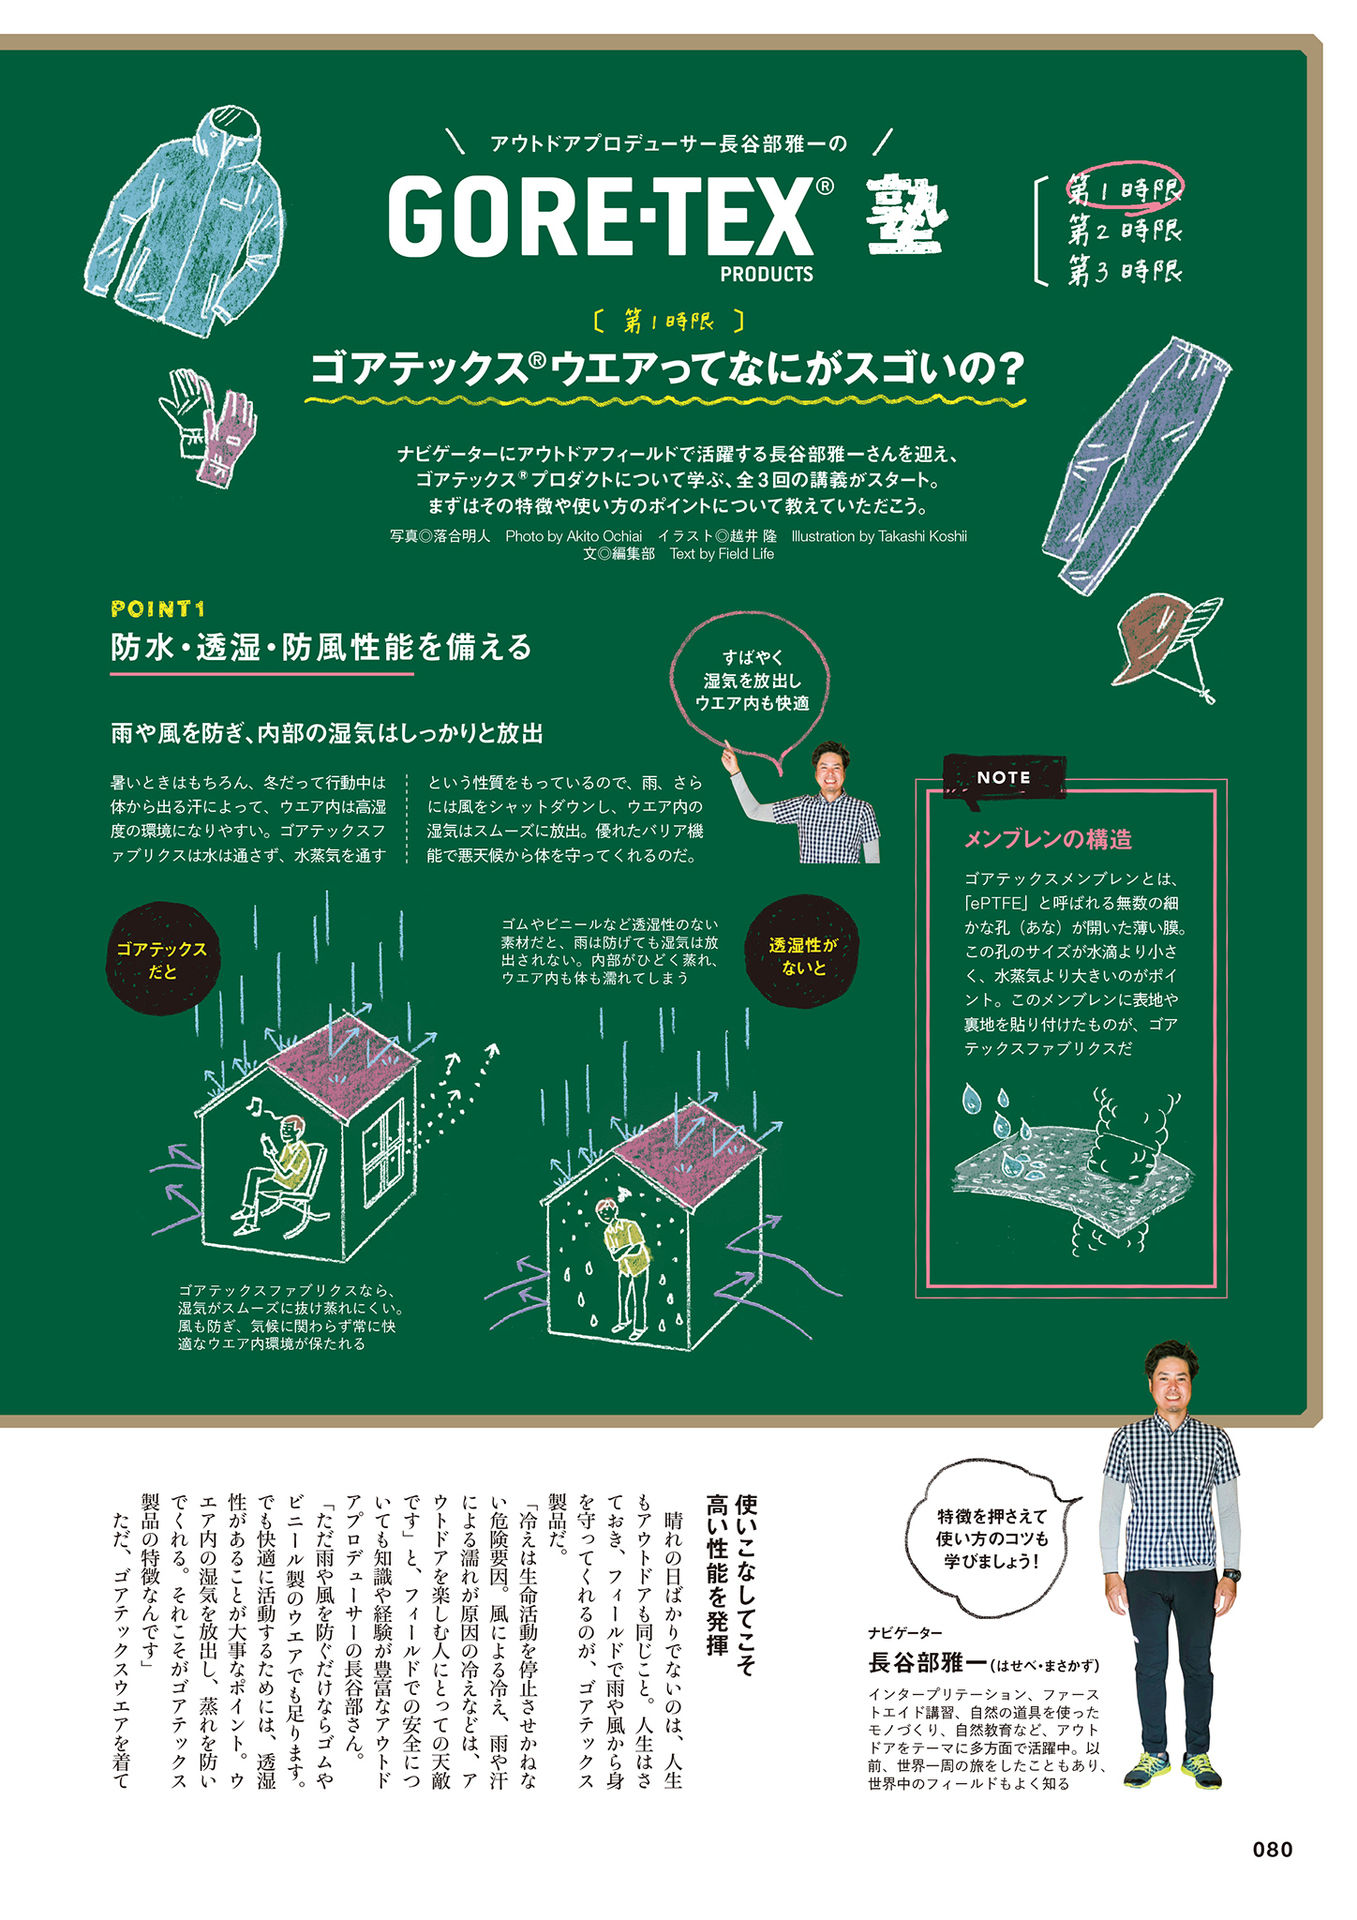 アウトドアプロデューサー長谷部雅一の
GORE-TEX® 塾
PRODUCTS
第1時限
第2時限
第3時限
〔 第1時限 〕
ゴアテックス®ウエアってなにがスゴいの?
ナビゲーターにアウトドアフィールドで活躍する長谷部雅一さんを迎え、
ゴアテックス®プロダクトについて学ぶ、全3回の講義がスタート。
まずはその特徴や使い方のポイントについて教えていただこう。
写真◎落合明人　Photo by Akito Ochiai　イラスト◎越井 隆　Illustration by Takashi Koshii
文◎編集部　Text by Field Life
POINT1
防水・透湿・防風性能を備える
すばやく
湿気を放出し
ウエア内も快適
雨や風を防ぎ、内部の湿気はしっかりと放出
暑いときはもちろん、冬だって行動中は
体から出る汗によって、ウエア内は高湿
度の環境になりやすい。ゴアテックスフ
ァブリクスは水は通さず、水蒸気を通す
という性質をもっているので、雨、さら
には風をシャットダウンし、ウエア内の
湿気はスムーズに放出。優れたバリア機
能で悪天候から体を守ってくれるのだ。
ゴアテックス
だと
ゴアテックスファブリクスなら、
湿気がスムーズに抜け蒸れにくい。
風も防ぎ、気候に関わらず常に快
適なウエア内環境が保たれる
ゴムやビニールなど透湿性のない
素材だと、雨は防げても湿気は放
出されない。内部がひどく蒸れ、
ウエア内も体も濡れてしまう
透湿性が
ないと
NOTE
メンブレンの構造
ゴアテックスメンブレンとは、
「ePTFE」と呼ばれる無数の細
かな孔（あな）が開いた薄い膜。
この孔のサイズが水滴より小さ
く、水蒸気より大きいのがポイ
ント。このメンブレンに表地や
裏地を貼り付けたものが、ゴア
テックスファブリクスだ
特徴を押さえて
使い方のコツも
学びましょう!
ナビゲーター
長谷部雅一（はせべ・まさかず）
インタープリテーション、ファース
トエイド講習、自然の道具を使った
モノづくり、自然教育など、アウト
ドアをテーマに多方面で活躍中。以
前、世界一周の旅をしたこともあり、
世界中のフィールドもよく知る
使いこなしてこそ
高い性能を発揮
晴れの日ばかりでないのは、人生
もアウトドアも同じこと。人生はさ
ておき、フィールドで雨や風から身
を守ってくれるのが、ゴアテックス
製品だ。
「冷えは生命活動を停止させかねな
い危険要因。風による冷え、雨や汗
による濡れが原因の冷えなどは、ア
ウトドアを楽しむ人にとっての天敵
です」と、フィールドでの安全につ
いても知識や経験が豊富なアウトド
アプロデューサーの長谷部さん。
「ただ雨や風を防ぐだけならゴムや
ビニール製のウエアでも足ります。
でも快適に活動するためには、透湿
性があることが大事なポイント。ウ
エア内の湿気を放出し、蒸れを防い
でくれる。それこそがゴアテックス
製品の特徴なんです」
ただ、ゴアテックスウエアを着て
080